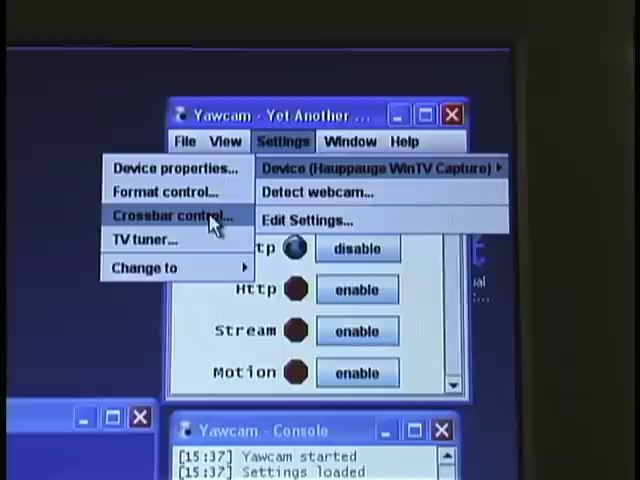 Yawcam - Yet Another ...
File View Settings Window Help
Device properties...
Format control...
Crossbar control...
TV tuner...
Change to
Device (Hauppauge WinTV Capture)
Detect webcam...
Edit Settings...
tp disable
Http enable
Stream enable
Motion enable
Yawcam - Console
[15:37] Yawcam started
[15:37] Settings loaded